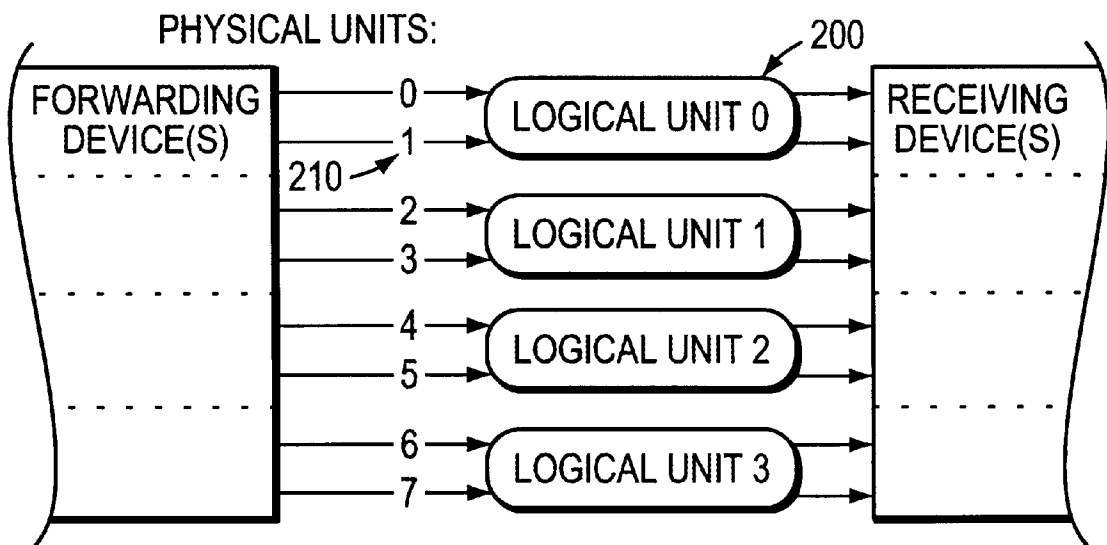 PHYSICAL UNITS:
200
FORWARDING
DEVICE(S)
0
LOGICAL UNIT 0
RECEIVING
DEVICE(S)
1
210
2
LOGICAL UNIT 1
3
4
LOGICAL UNIT 2
5
6
LOGICAL UNIT 3
7